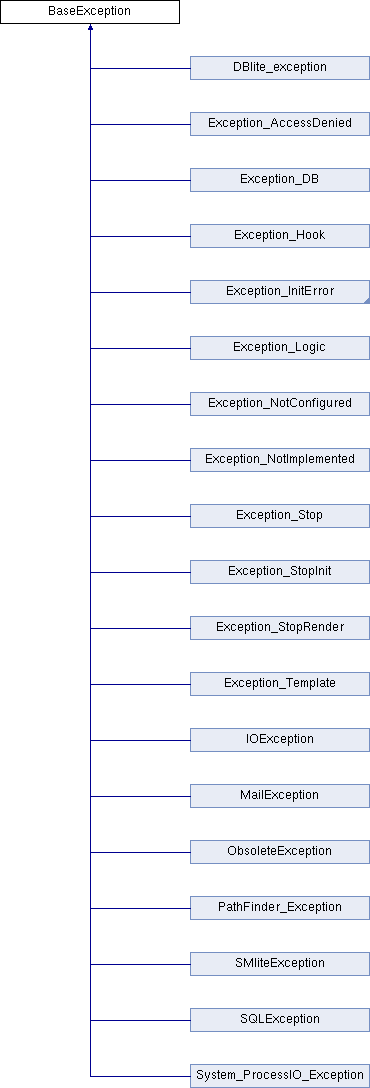 BaseException
DBlite_exception
Exception_AccessDenied
Exception_DB
Exception_Hook
Exception_InitError
Exception_Logic
Exception_NotConfigured
Exception_NotImplemented
Exception_Stop
Exception_StopInit
Exception_StopRender
Exception_Template
IOException
MailException
ObsoleteException
PathFinder_Exception
SMliteException
SQLException
System_ProcessIO_Exception